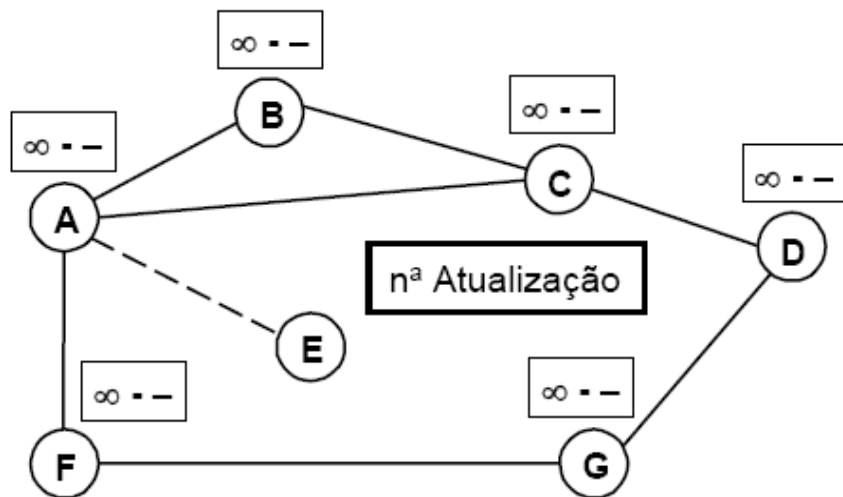 ∞ - –
B
∞ - –
A
∞ - –
C
∞ - –
D
nª Atualização
E
∞ - –
F
∞ - –
G